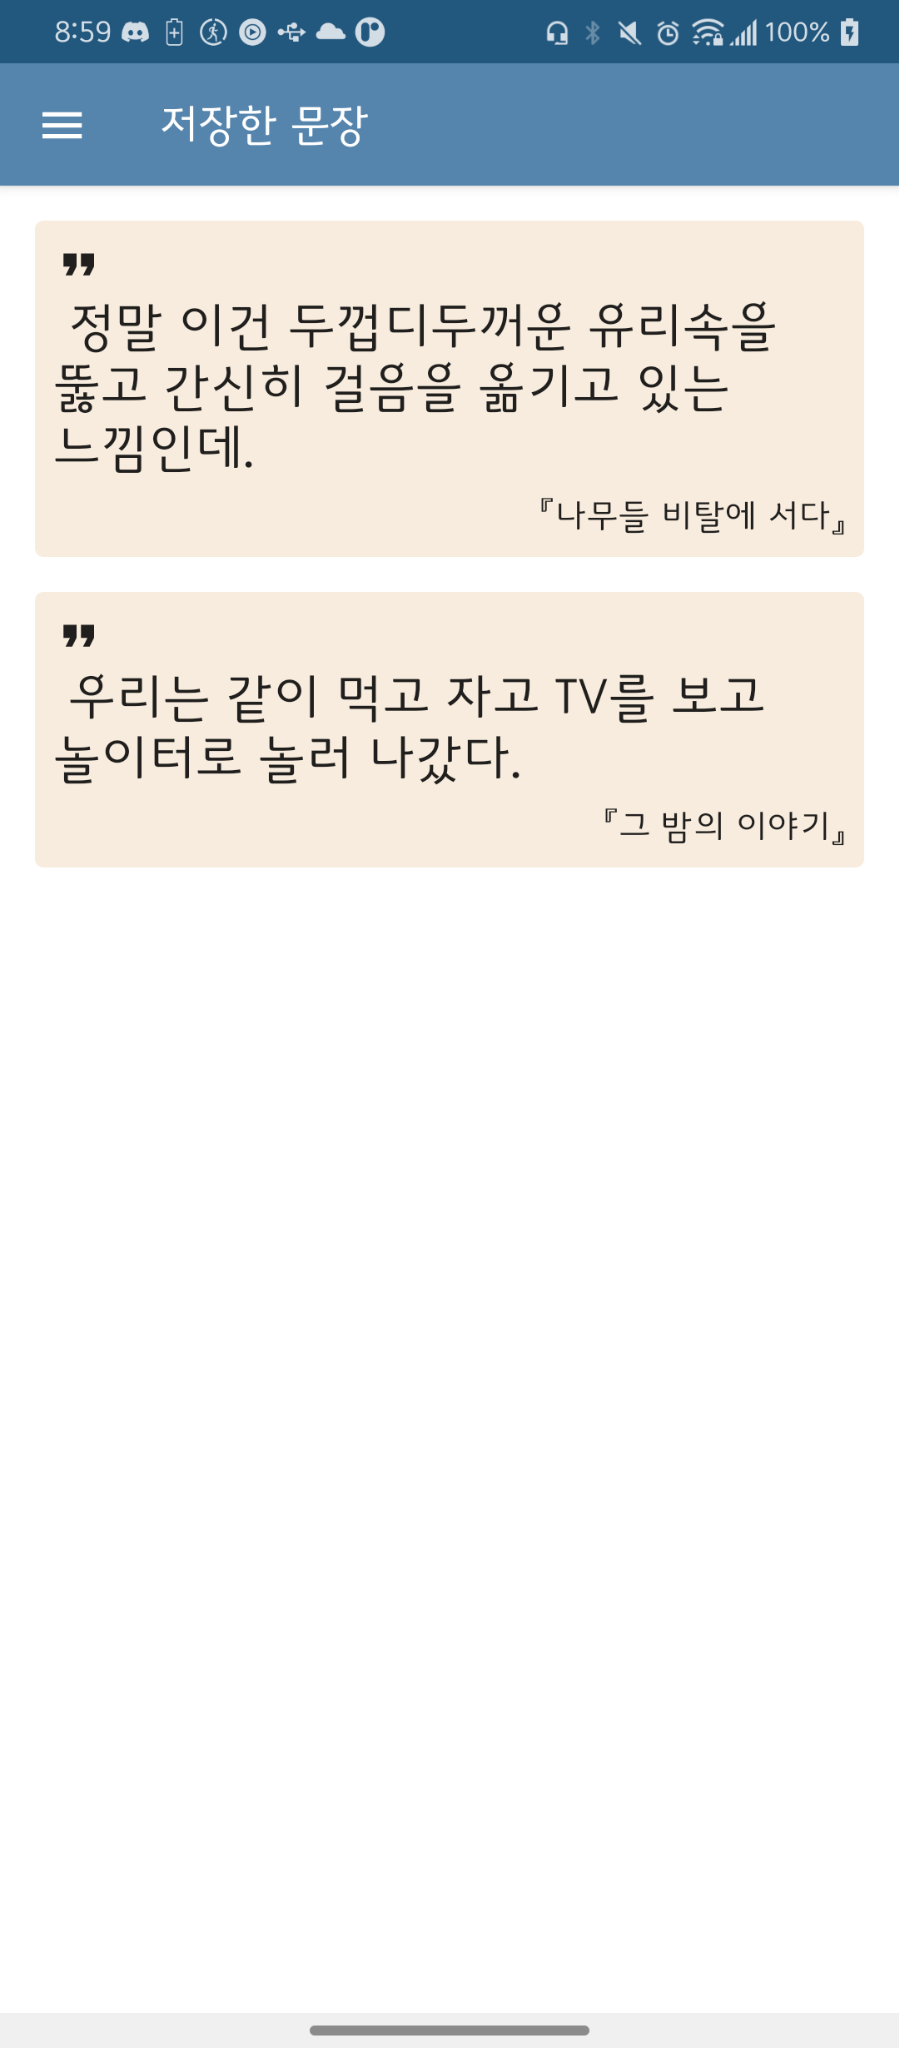 8:59 100%
저장한 문장
❞
정말 이건 두껍디두꺼운 유리속을
뚫고 간신히 걸음을 옮기고 있는
느낌인데.
『나무들 비탈에 서다』
❞
우리는 같이 먹고 자고 TV를 보고
놀이터로 놀러 나갔다.
『그 밤의 이야기』